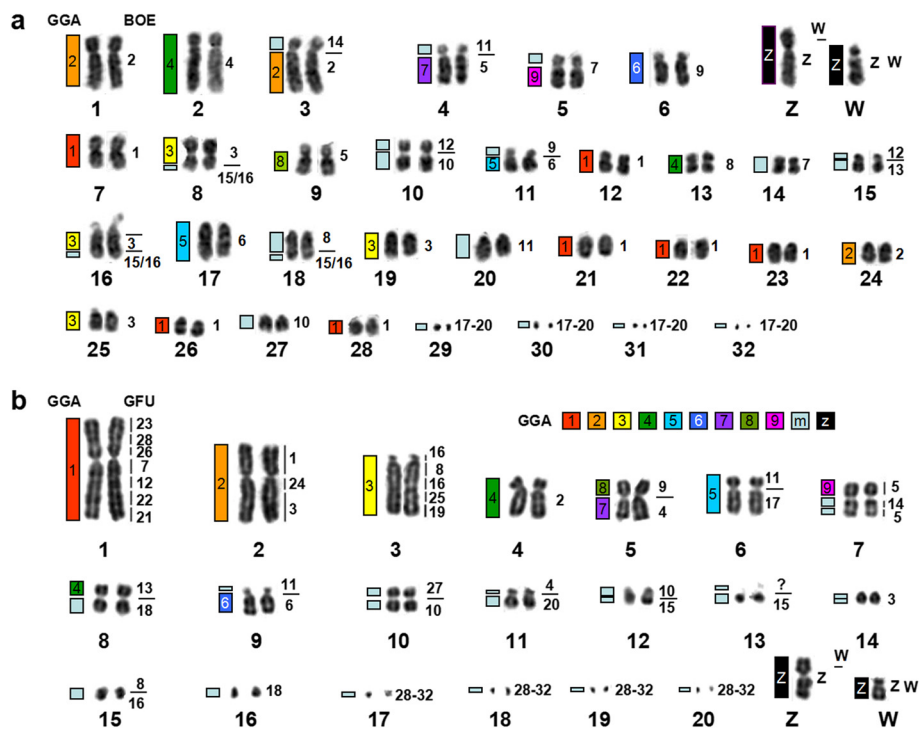 a
GGA BOE
2 2 4 4 14 2 2 7 11 5 9 7 6 9 Z Z W Z Z W
1 2 3 4 5 6 Z W
1 1 3 3 15/16 8 5 12 10 5 9 6 1 1 4 8 7 12 13
7 8 9 10 11 12 13 14 15
3 3 15/16 5 6 8 15/16 3 3 11 1 1 1 1 1 1 2 2
16 17 18 19 20 21 22 23 24
3 3 1 1 10 1 1 17-20 17-20 17-20 17-20
25 26 27 28 29 30 31 32
b
GGA GFU
GGA 1 2 3 4 5 6 7 8 9 m z
1 23 28 26 7 12 22 21 2 1 24 3 3 16 8 16 25 19 4 2 8 7 9 4 5 11 17 9 5 14 5
1 2 3 4 5 6 7
4 13 18 6 11 6 27 10 4 20 10 15 ? 15 3
8 9 10 11 12 13 14
8 16 18 28-32 28-32 28-32 28-32 Z Z W Z Z W
15 16 17 18 19 20 Z W